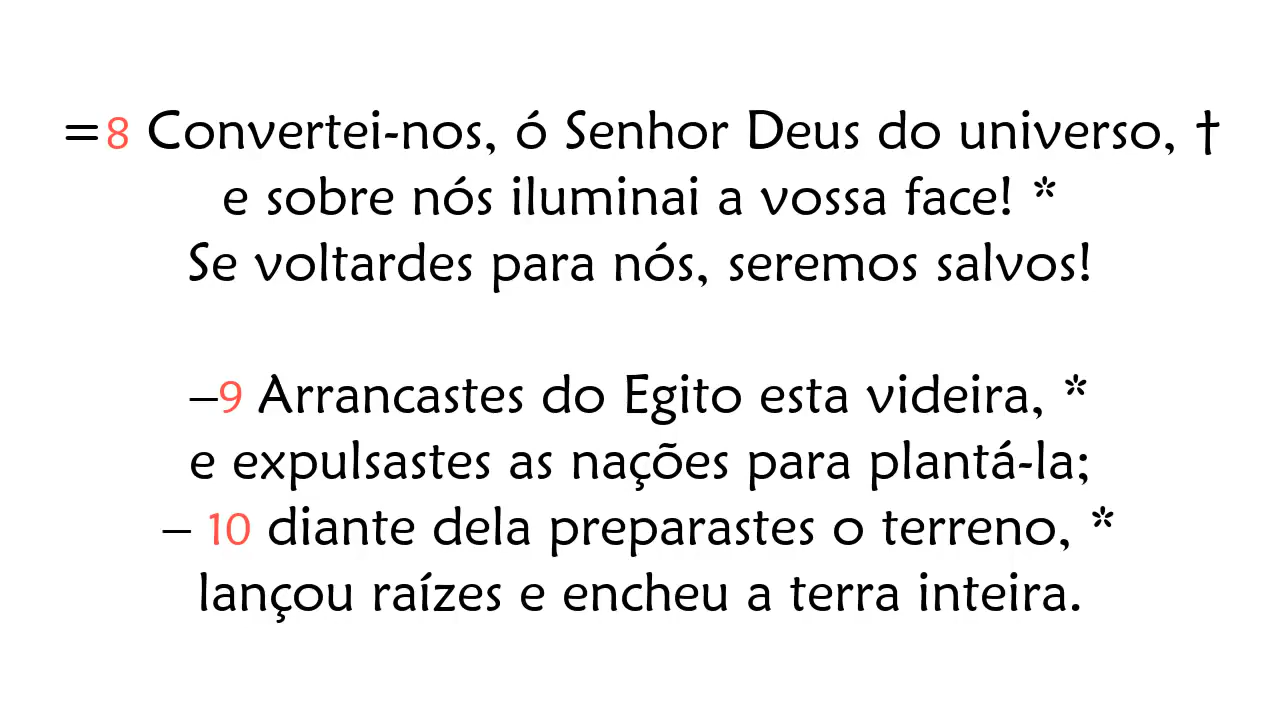 =8 Convertei-nos, ó Senhor Deus do universo, †
e sobre nós iluminai a vossa face! *
Se voltardes para nós, seremos salvos!
–9 Arrancastes do Egito esta videira, *
e expulsastes as nações para plantá-la;
– 10 diante dela preparastes o terreno, *
lançou raízes e encheu a terra inteira.